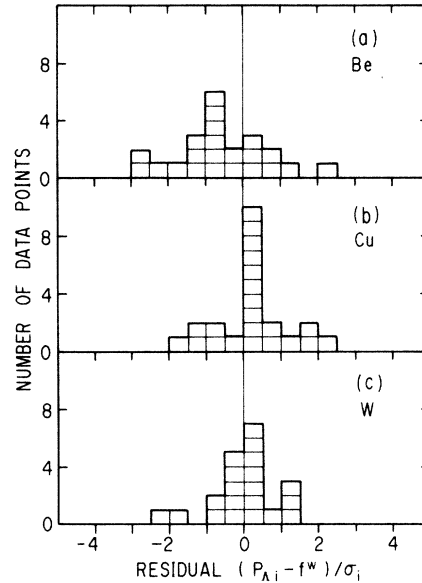 NUMBER OF DATA POINTS
8
4
0
(a)
Be
8
4
0
(b)
Cu
8
4
0
(c)
W
-4 -2 0 2 4
RESIDUAL (P_{Λi} - f^w)/σ_i